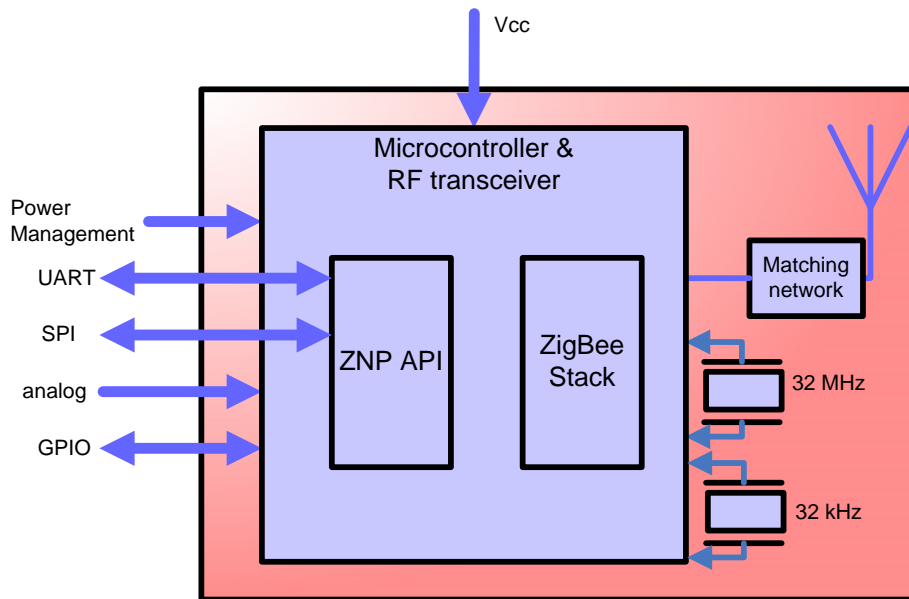 Vcc
Microcontroller &
RF transceiver
Power
Management
UART
SPI
analog
GPIO
ZNP API
ZigBee
Stack
Matching
network
32 MHz
32 kHz